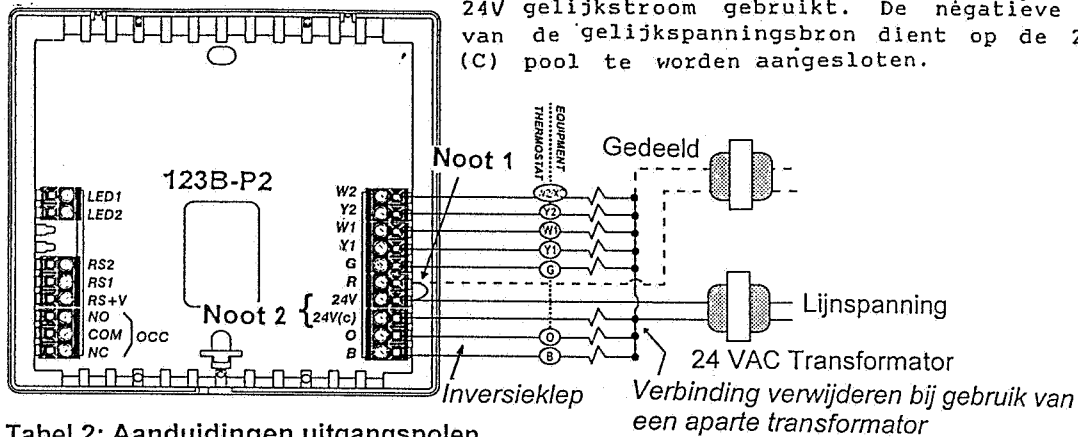 24V gelijkstroom gebruikt. De negatieve
van de gelijkspanningsbron dient op de 2
(C) pool te worden aangesloten.
THERMOSTAT
EQUIPMENT
Gedeeld
Noot 1
123B-P2
LED1
LED2
RS2
RS1
RS+V
NO
COM
NC
OCC
W2
Y2
W1
Y1
G
R
24V
24V(c)
O
B
Noot 2 {
Y2
W1
Y1
G
O
B
Lijnspanning
24 VAC Transformator
Inversieklep
Verbinding verwijderen bij gebruik van
een aparte transformator
Tabel 2: Aanduidingen uitgangspolen